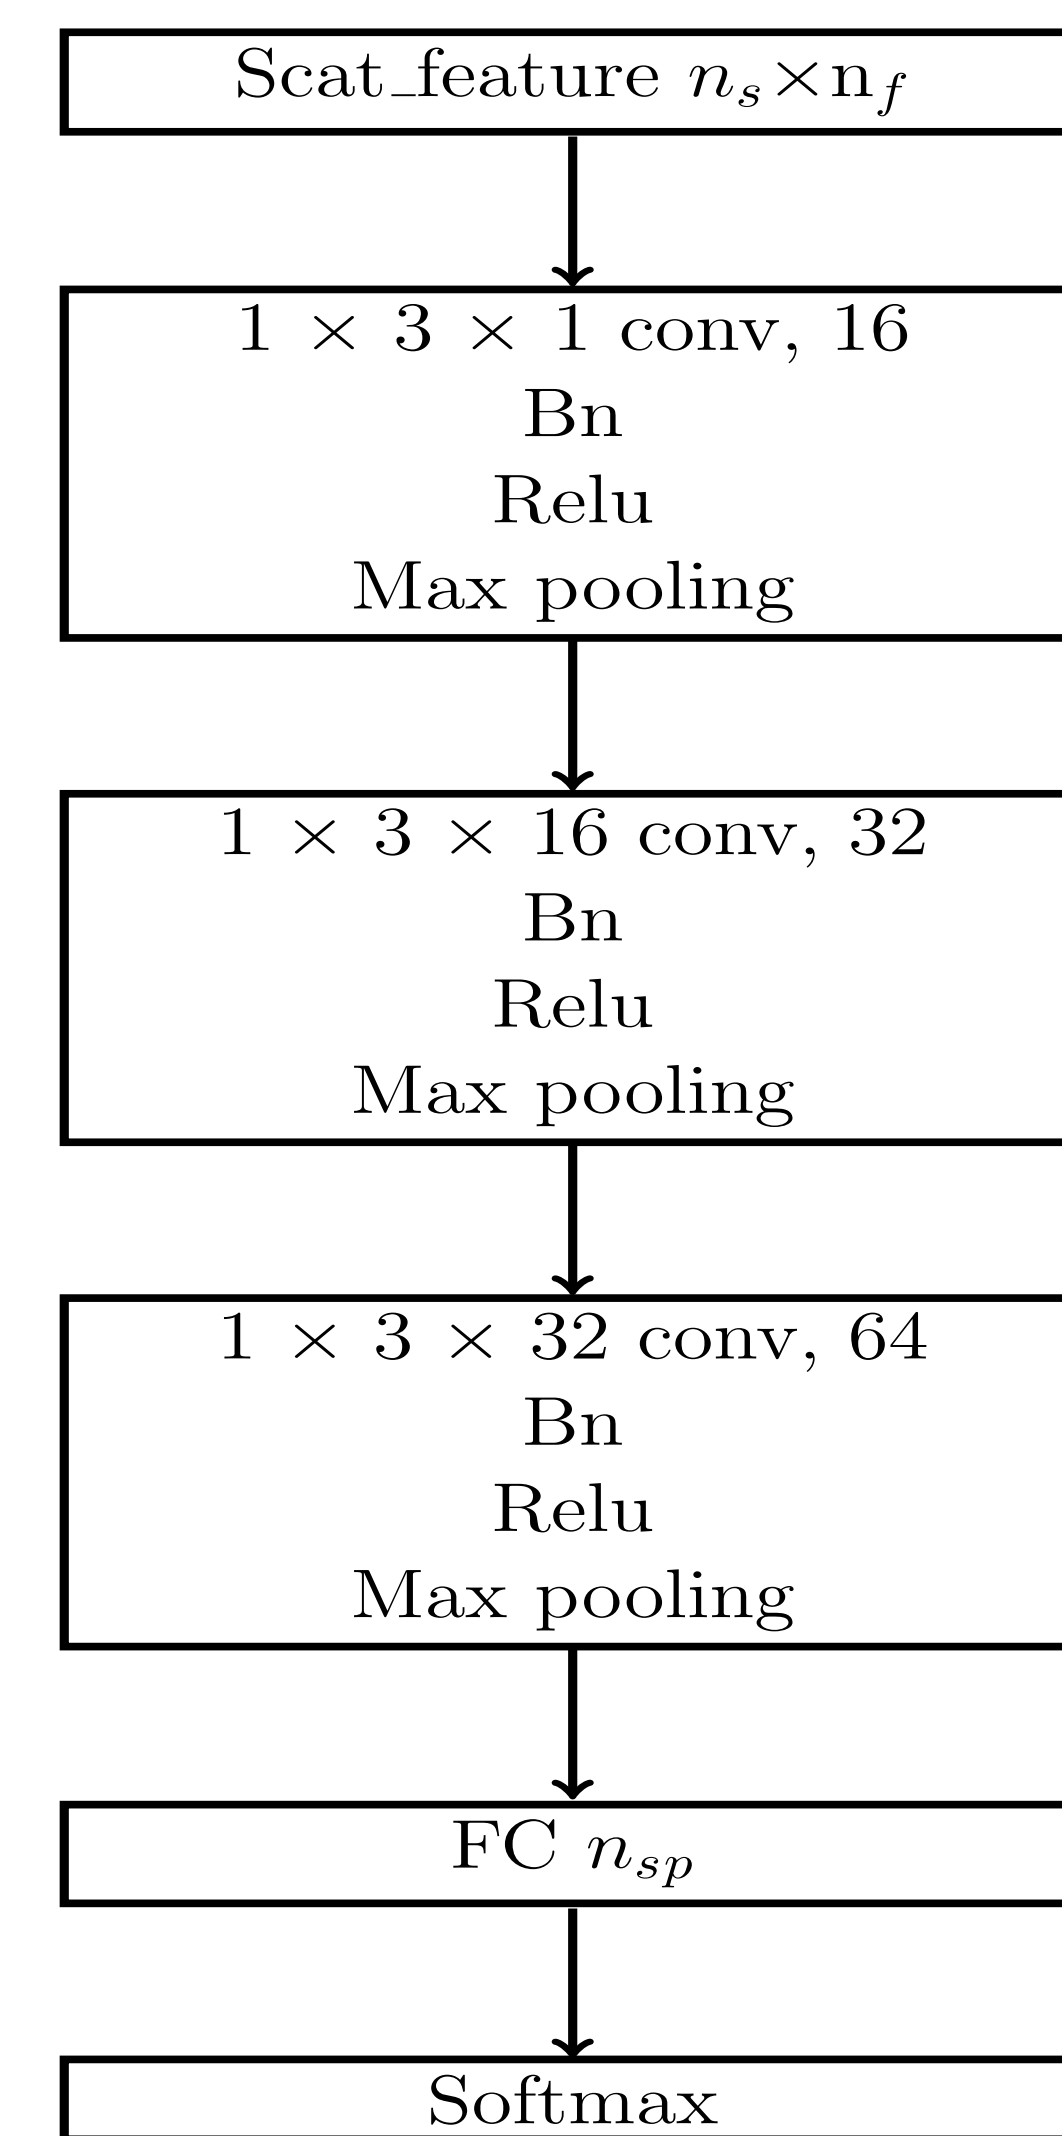 Scat_feature n_s×n_f
1 × 3 × 1 conv, 16
Bn
Relu
Max pooling
1 × 3 × 16 conv, 32
Bn
Relu
Max pooling
1 × 3 × 32 conv, 64
Bn
Relu
Max pooling
FC n_sp
Softmax